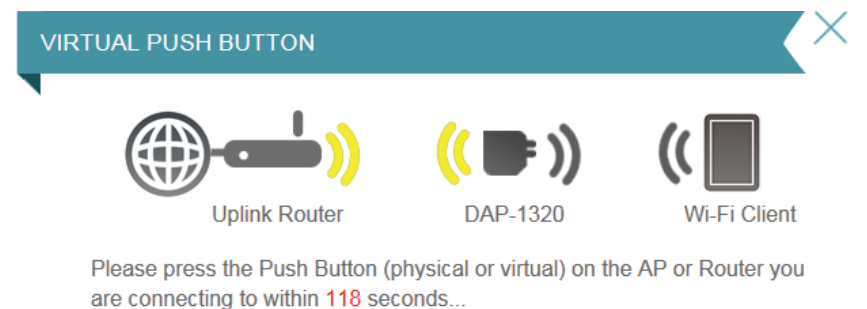 VIRTUAL PUSH BUTTON
Uplink Router DAP-1320 Wi-Fi Client
Please press the Push Button (physical or virtual) on the AP or Router you
are connecting to within 118 seconds...